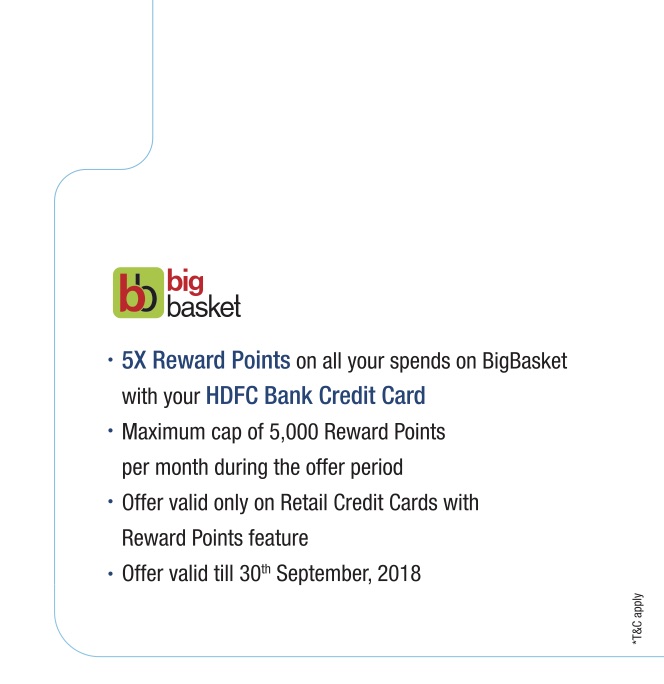 bb big
basket
• 5X Reward Points on all your spends on BigBasket
with your HDFC Bank Credit Card
• Maximum cap of 5,000 Reward Points
per month during the offer period
• Offer valid only on Retail Credit Cards with
Reward Points feature
• Offer valid till 30th September, 2018
*T&C apply